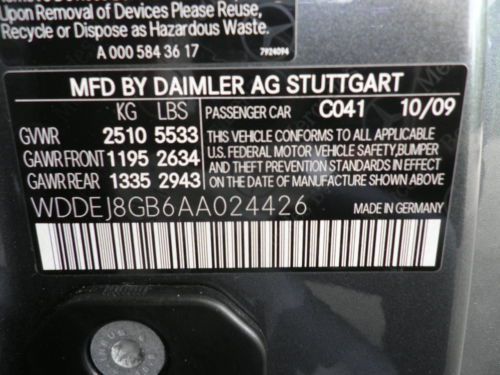 Upon Removal of Devices Please Reuse,
Recycle or Dispose as Hazardous Waste.
A 000 584 36 17
7924094
MFD BY DAIMLER AG STUTTGART
KG LBS PASSENGER CAR C041 10/09
GVWR 2510 5533
GAWR FRONT 1195 2634
GAWR REAR 1335 2943
THIS VEHICLE CONFORMS TO ALL APPLICABLE
U.S. FEDERAL MOTOR VEHICLE SAFETY, BUMPER
AND THEFT PREVENTION STANDARDS IN EFFECT
ON THE DATE OF MANUFACTURE SHOWN ABOVE.
WDDEJ8GB6AA024426
MADE IN GERMANY